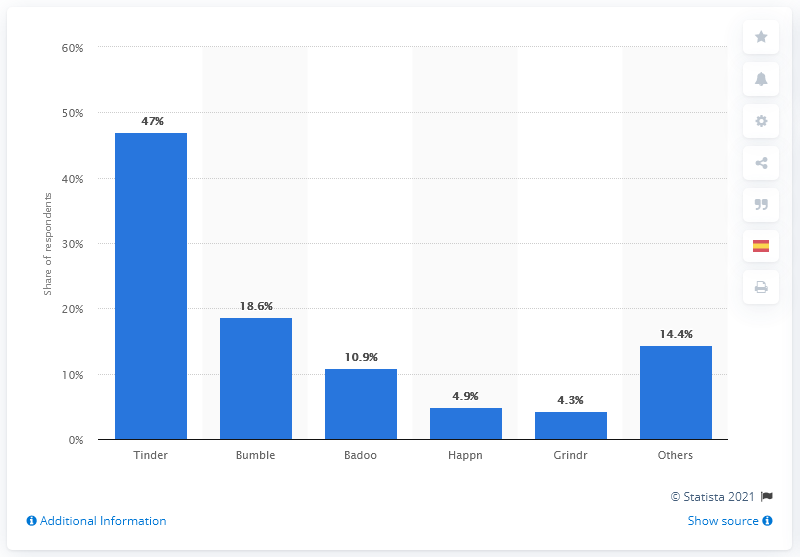 60%
50%
40%
30%
20%
10%
0%
Share of respondents
47%
18.6%
10.9%
4.9%
4.3%
14.4%
Tinder
Bumble
Badoo
Happn
Grindr
Others
© Statista 2021
Additional Information
Show source